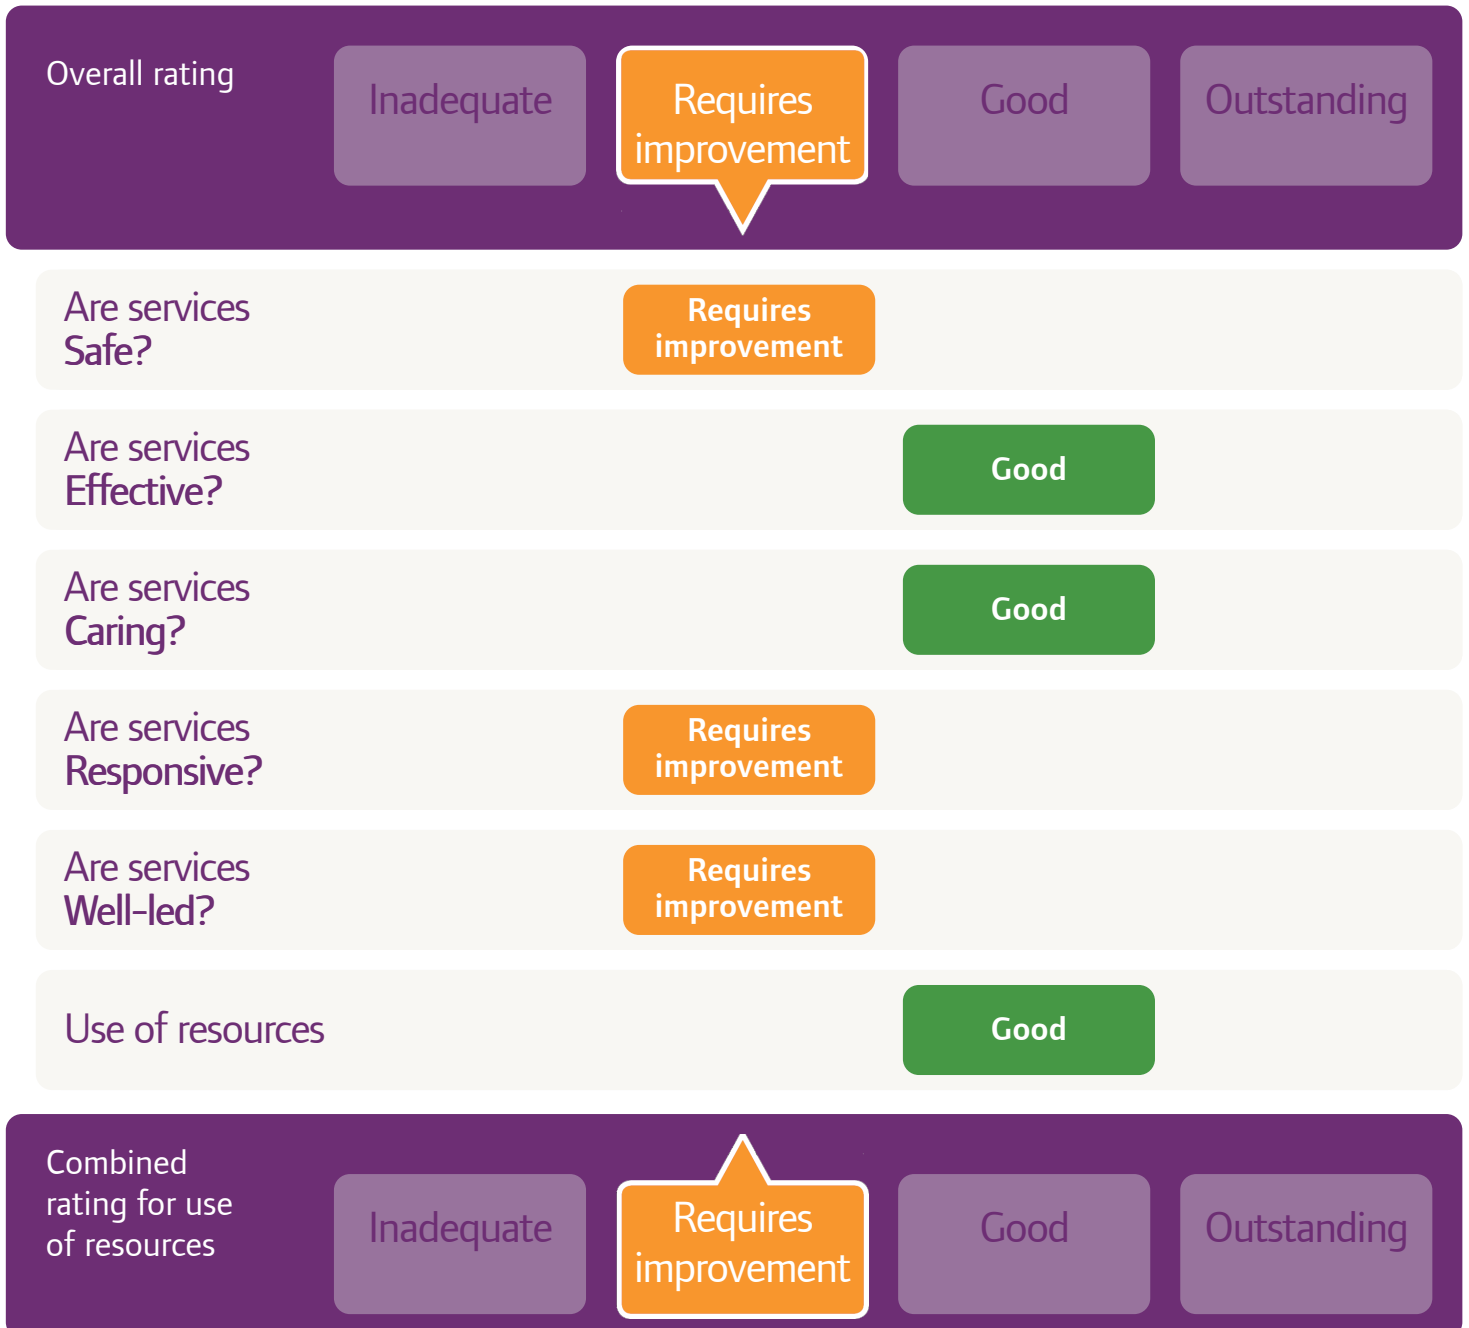 Overall rating
Inadequate
Requires
improvement
Good
Outstanding
Are services
Safe?
Requires
improvement
Are services
Effective?
Good
Are services
Caring?
Good
Are services
Responsive?
Requires
improvement
Are services
Well-led?
Requires
improvement
Use of resources
Good
Combined
rating for use
of resources
Inadequate
Requires
improvement
Good
Outstanding